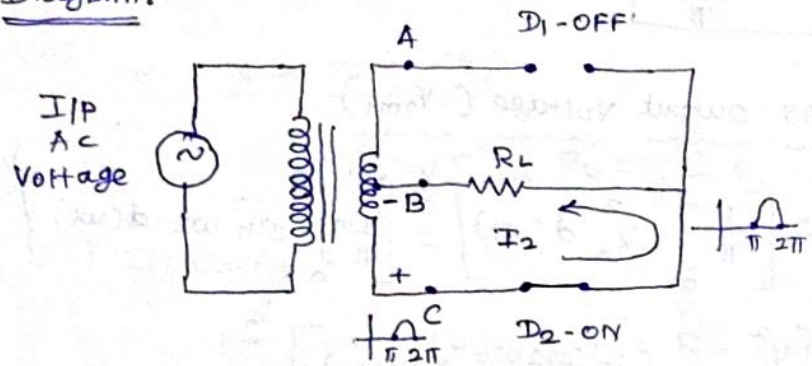 Diagram:
A
D1-OFF
I/P
AC
Voltage
~
RL
-B
I2
π 2π
+
C
π 2π
D2-ON